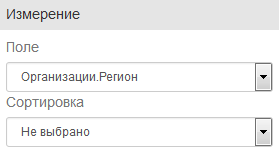 Измерение
Поле
Организации.Регион
Сортировка
Не выбрано